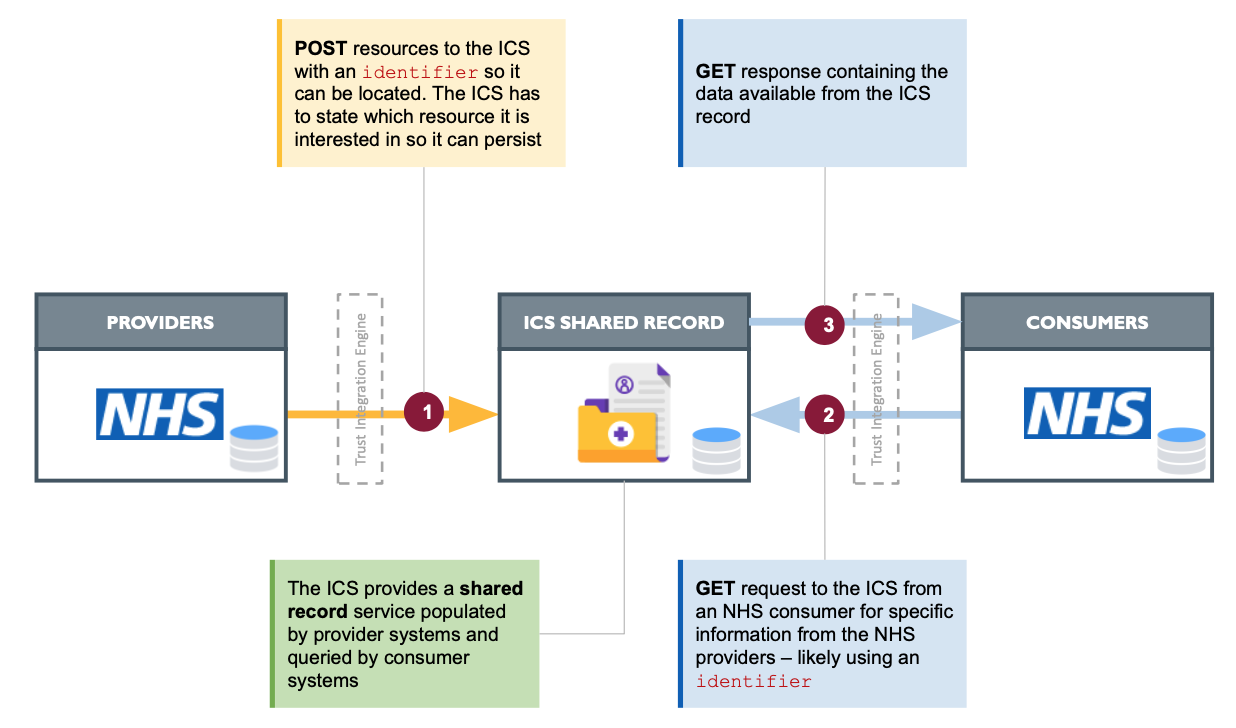 POST resources to the ICS
with an identifier so it
can be located. The ICS has
to state which resource it is
interested in so it can persist
GET response containing the
data available from the ICS
record
PROVIDERS
NHS
Trust Integration Engine
1
ICS SHARED RECORD
3
2
Trust Integration Engine
CONSUMERS
NHS
The ICS provides a shared
record service populated
by provider systems and
queried by consumer
systems
GET request to the ICS from
an NHS consumer for specific
information from the NHS
providers – likely using an
identifier